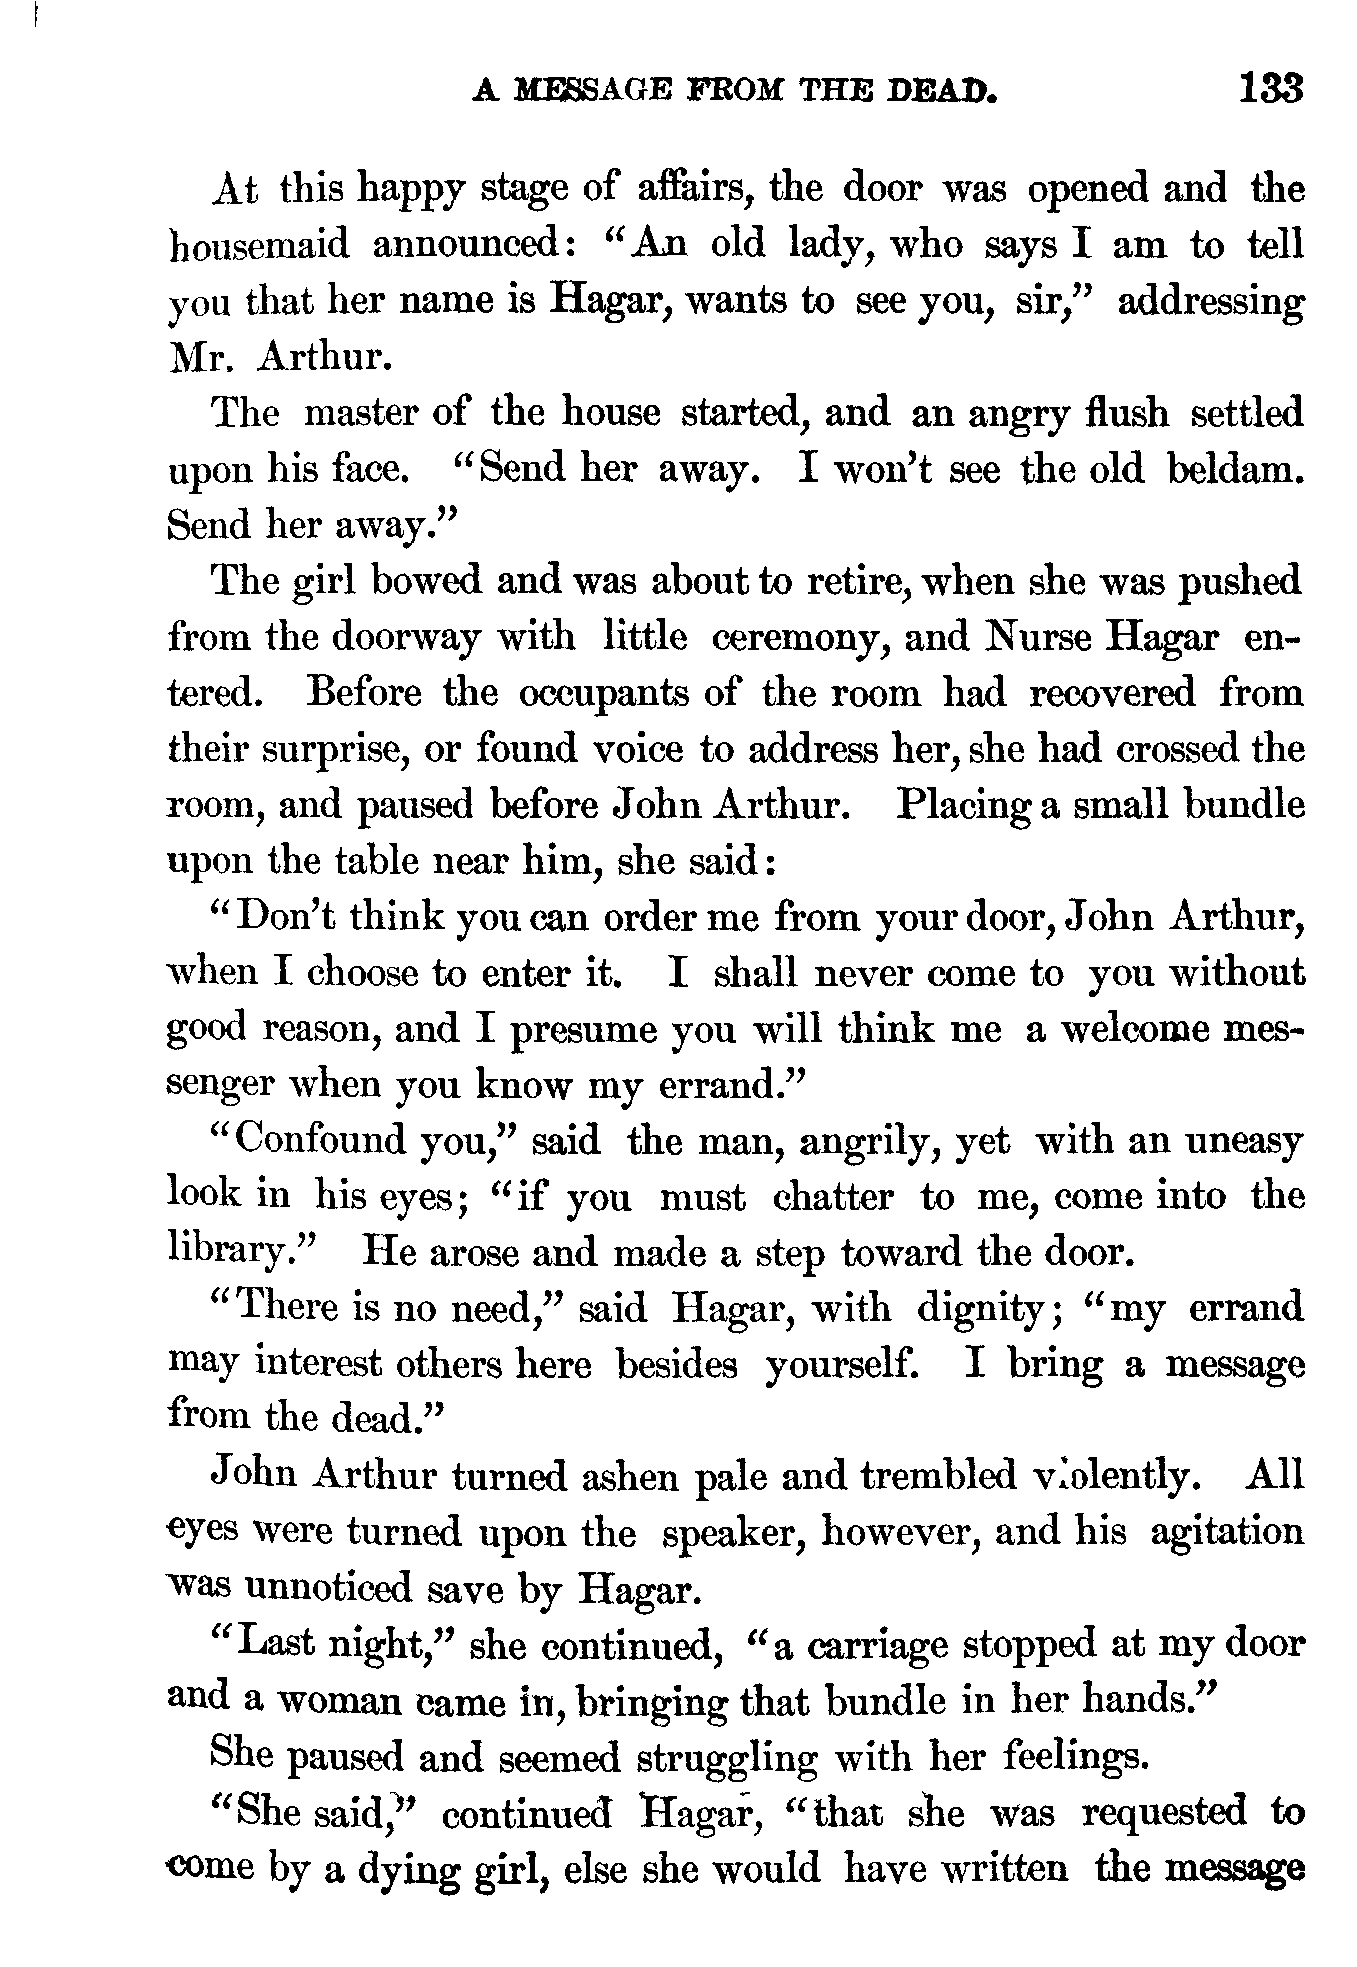 A MESSAGE FROM THE DEAD. 133
At this happy stage of affairs, the door was opened and the
housemaid announced: "An old lady, who says I am to tell
you that her name is Hagar, wants to see you, sir," addressing
Mr. Arthur.
The master of the house started, and an angry flush settled
upon his face. "Send her away. I won't see the old beldam.
Send her away."
The girl bowed and was about to retire, when she was pushed
from the doorway with little ceremony, and Nurse Hagar en-
tered. Before the occupants of the room had recovered from
their surprise, or found voice to address her, she had crossed the
room, and paused before John Arthur. Placing a small bundle
upon the table near him, she said:
"Don't think you can order me from your door, John Arthur,
when I choose to enter it. I shall never come to you without
good reason, and I presume you will think me a welcome mes-
senger when you know my errand."
"Confound you," said the man, angrily, yet with an uneasy
look in his eyes; "if you must chatter to me, come into the
library." He arose and made a step toward the door.
"There is no need," said Hagar, with dignity; "my errand
may interest others here besides yourself. I bring a message
from the dead."
John Arthur turned ashen pale and trembled violently. All
eyes were turned upon the speaker, however, and his agitation
was unnoticed save by Hagar.
"Last night," she continued, "a carriage stopped at my door
and a woman came in, bringing that bundle in her hands."
She paused and seemed struggling with her feelings.
"She said," continued Hagar, "that she was requested to
come by a dying girl, else she would have written the message